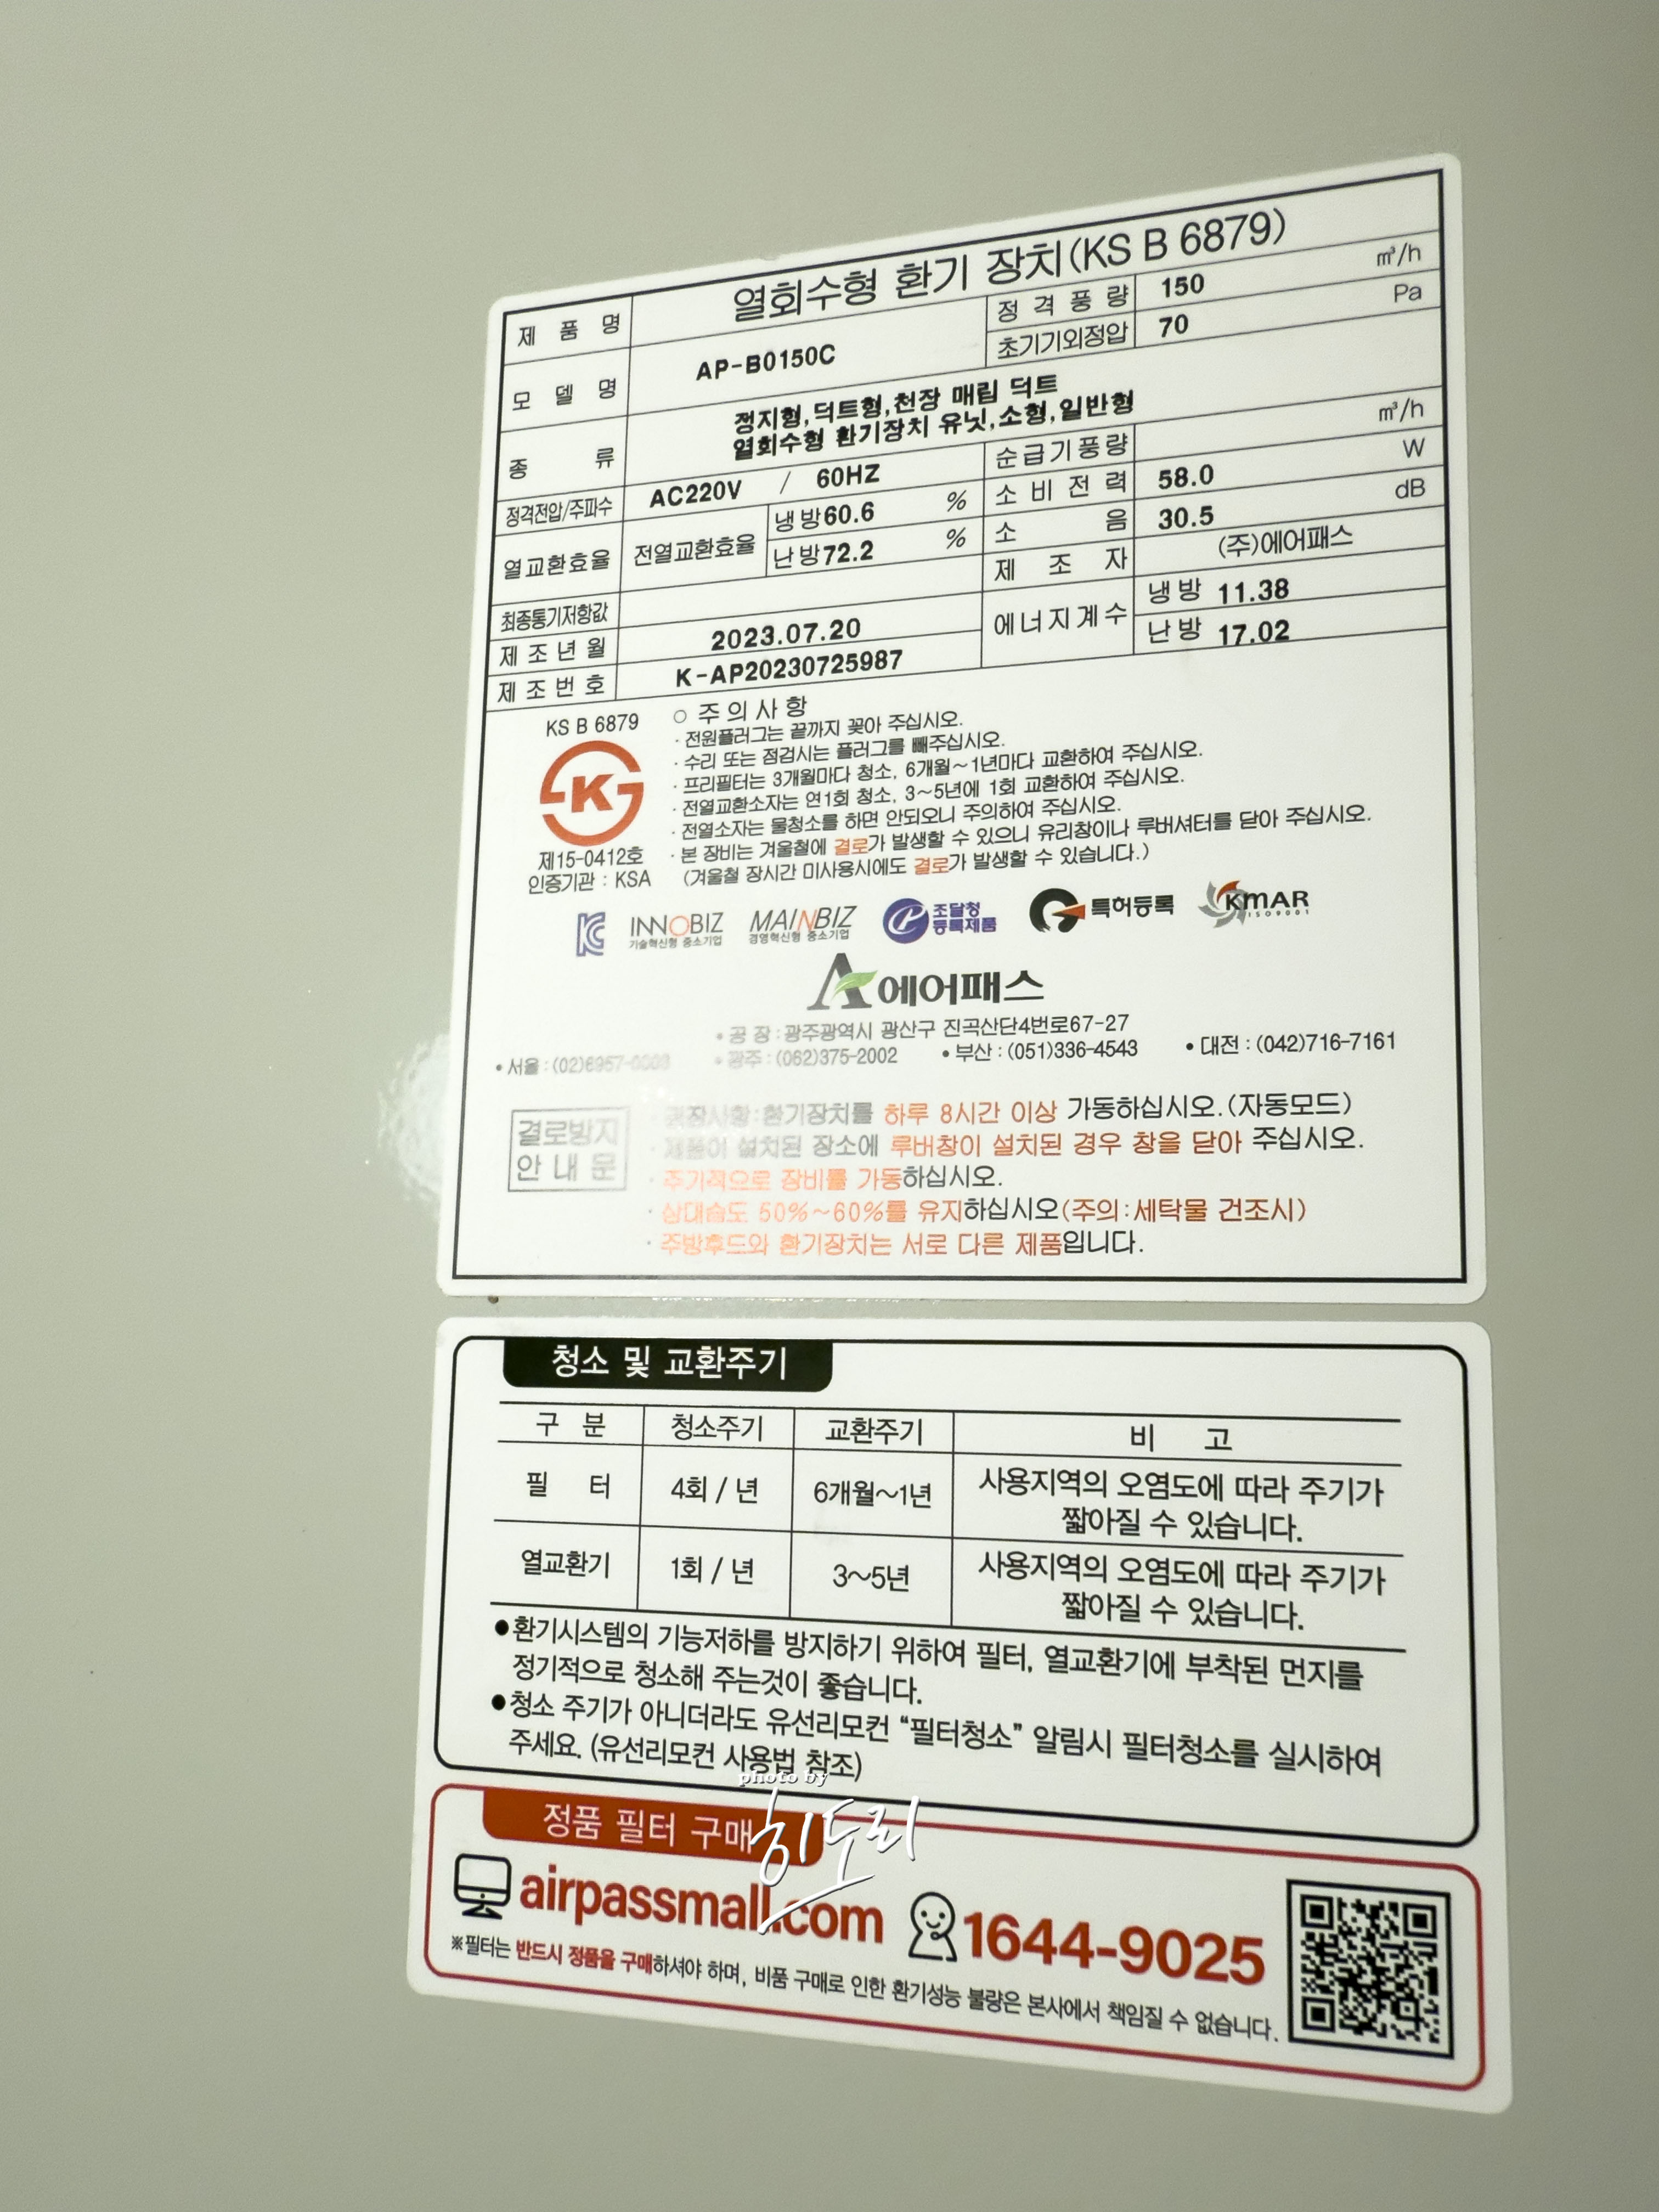 제 품 명 열회수형 환기 장치(KS B 6879)
모 델 명 AP-B0150C 정 격 풍 량 150 ㎥/h
초기기외정압 70 Pa
종 류 정지형,덕트형,천장 매립 덕트
열회수형 환기장치 유닛,소형,일반형
정격전압/주파수 AC220V / 60HZ 순급기풍량 ㎥/h
열교환효율 전열교환효율 냉방60.6 % 소 비 전 력 58.0 W
난방72.2 % 소 음 30.5 dB
최종통기저항값 제 조 자 (주)에어패스
제 조 년 월 2023.07.20 에너지계수 냉방 11.38
제 조 번 호 K-AP20230725987 난방 17.02
KS B 6879
K
제15-0412호
인증기관 : KSA
○ 주 의 사 항
· 전원플러그는 끝까지 꽂아 주십시오.
· 수리 또는 점검시는 플러그를 빼주십시오.
· 프리필터는 3개월마다 청소, 6개월~1년마다 교환하여 주십시오.
· 전열교환소자는 연1회 청소, 3~5년에 1회 교환하여 주십시오.
· 전열소자는 물청소를 하면 안되오니 주의하여 주십시오.
· 본 장비는 겨울철에 결로가 발생할 수 있으니 유리창이나 루버셔터를 닫아 주십시오.
(겨울철 장시간 미사용시에도 결로가 발생할 수 있습니다.)
KC INNOBIZ MAINBIZ 조달청 특허등록 KMAR
기술혁신형 중소기업 경영혁신형 중소기업 등록제품 ISO9001
에어패스
• 공 장 : 광주광역시 광산구 진곡산단4번로67-27
• 서울 : (02)6957- • 광주 : (062)375-2002 • 부산 : (051)336-4543 • 대전 : (042)716-7161
결로방지
안 내 문
· 권장사항:환기장치를 하루 8시간 이상 가동하십시오.(자동모드)
· 제품이 설치된 장소에 루버창이 설치된 경우 창을 닫아 주십시오.
· 주기적으로 장비를 가동하십시오.
· 상대습도 50%~60%를 유지하십시오(주의:세탁물 건조시)
· 주방후드와 환기장치는 서로 다른 제품입니다.
청소 및 교환주기
구 분 청소주기 교환주기 비 고
필 터 4회 / 년 6개월~1년 사용지역의 오염도에 따라 주기가
짧아질 수 있습니다.
열교환기 1회 / 년 3~5년 사용지역의 오염도에 따라 주기가
짧아질 수 있습니다.
●환기시스템의 기능저하를 방지하기 위하여 필터, 열교환기에 부착된 먼지를
정기적으로 청소해 주는것이 좋습니다.
●청소 주기가 아니더라도 유선리모컨 “필터청소” 알림시 필터청소를 실시하여
주세요. (유선리모컨 사용법 참조)
photo by
히도리
정품 필터 구매
airpassmall.com 1644-9025
※필터는 반드시 정품을 구매하셔야 하며, 비품 구매로 인한 환기성능 불량은 본사에서 책임질 수 없습니다.